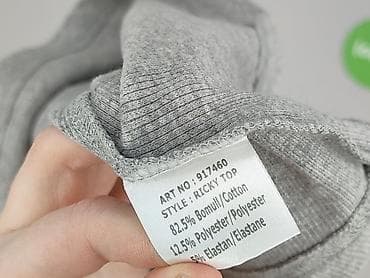 ART NO : 917460
STYLE : RICKY TOP
82.5% Bomull/Cotton
12.5% Polyester/Polyester
5% Elastan/Elastane